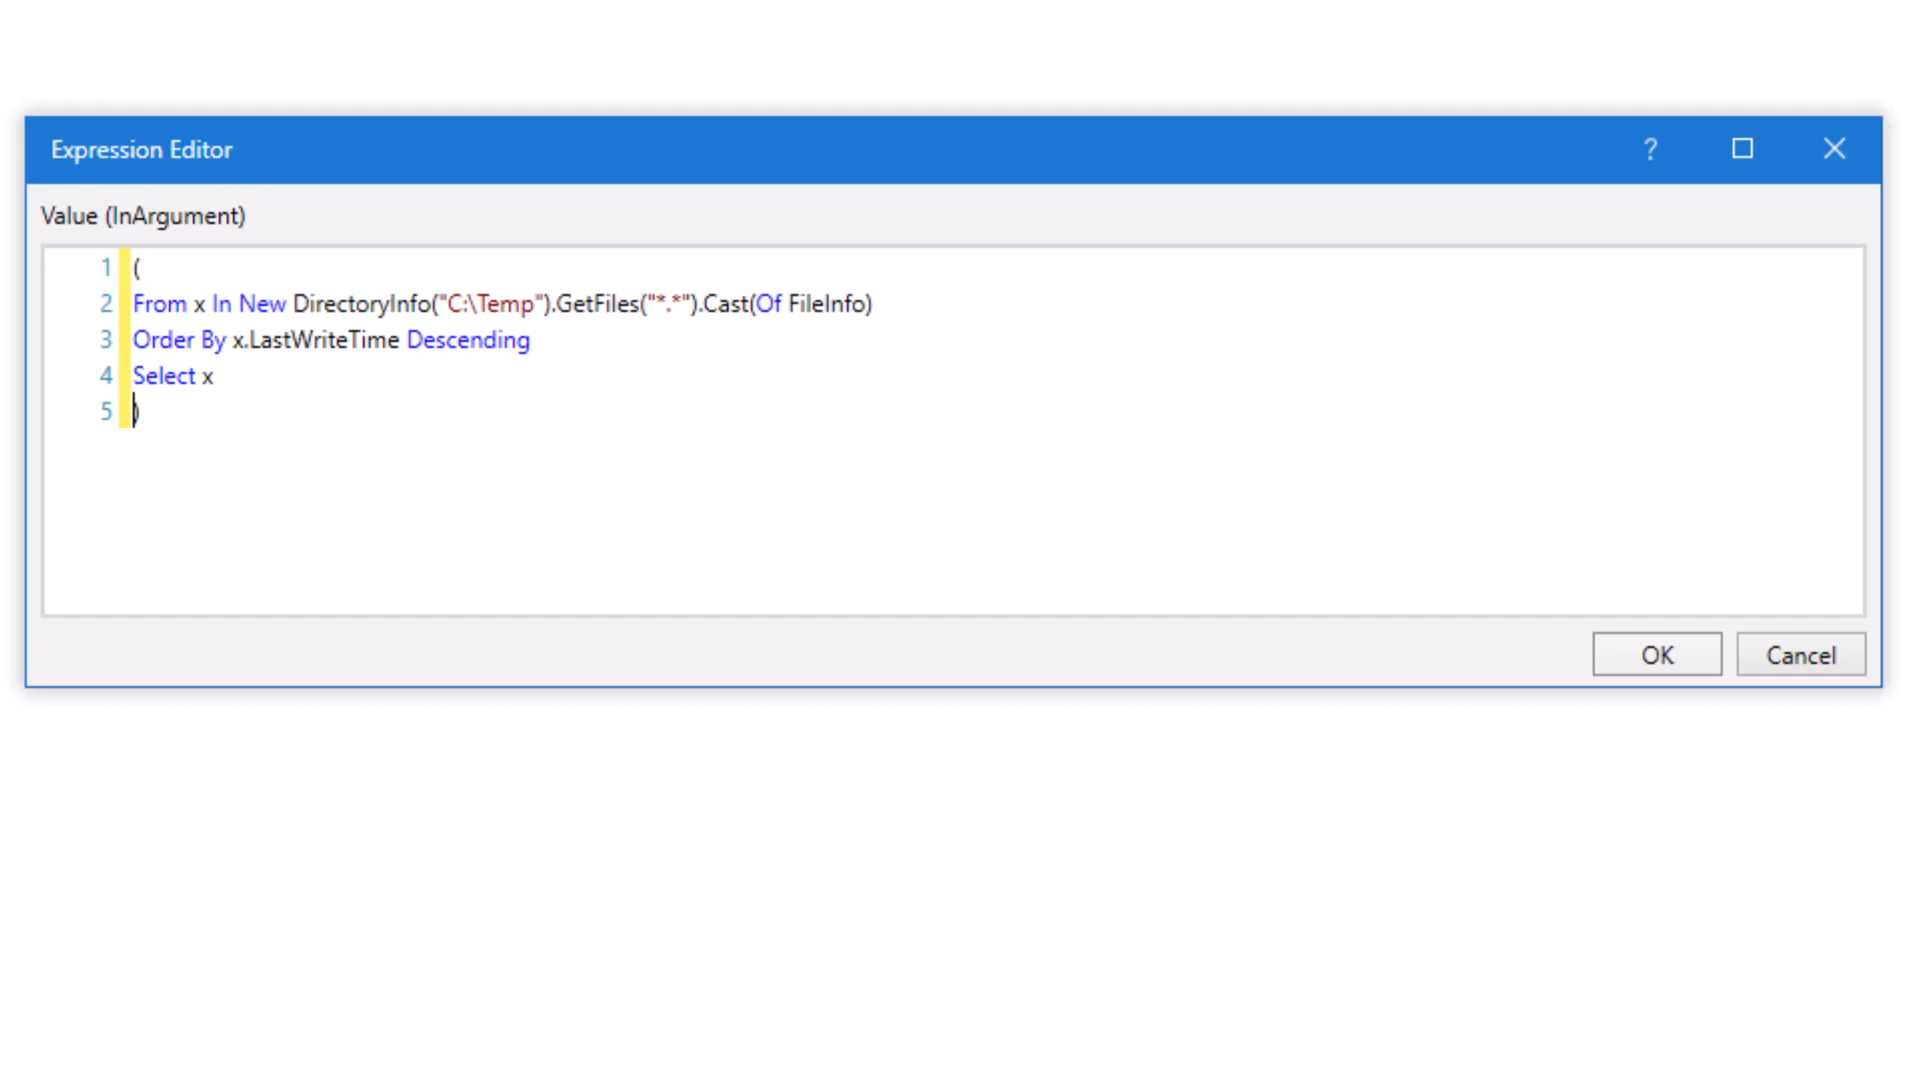 Expression Editor
?
Value (InArgument)
1 (
2 From x In New DirectoryInfo("C:\Temp").GetFiles("*.*").Cast(Of FileInfo)
3 Order By x.LastWriteTime Descending
4 Select x
5 )
OK Cancel